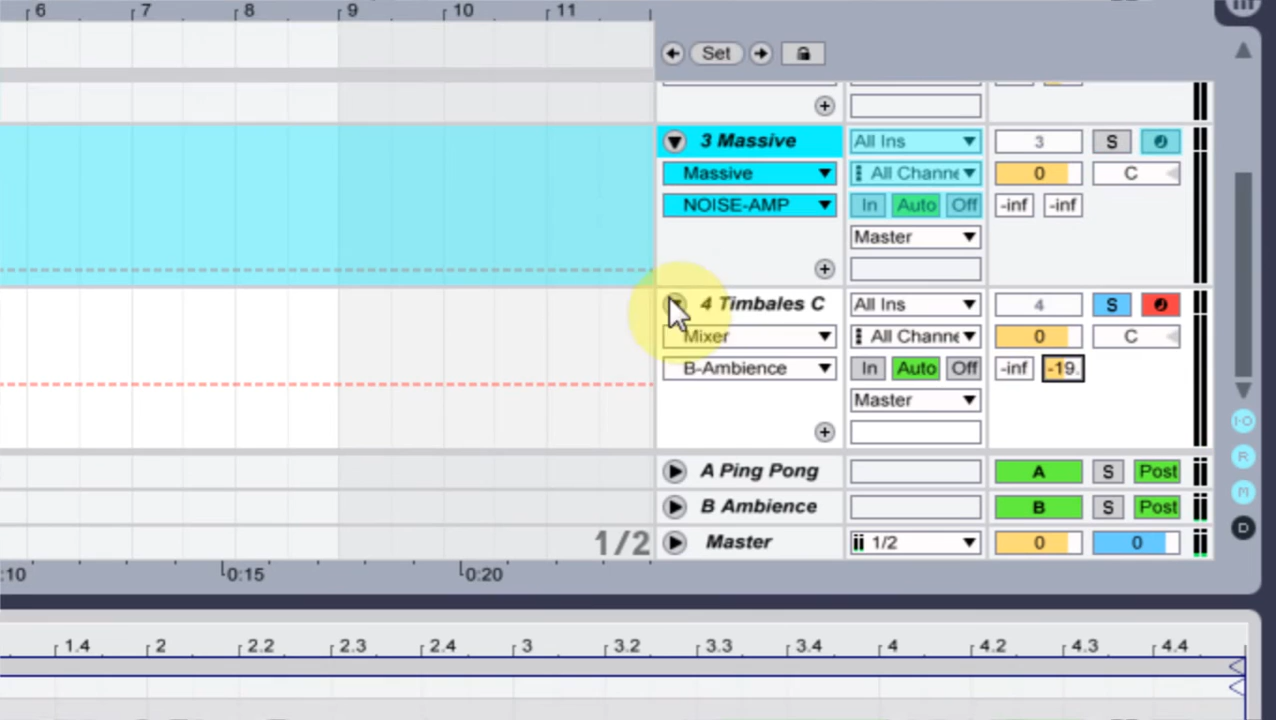 6 7 8 9 10 11
Set
3 Massive All Ins 3 S
Massive All Channe 0 C
NOISE-AMP In Auto Off -inf -inf
Master
4 Timbales C All Ins 4 S
Mixer All Channe 0 C
B-Ambience In Auto Off -inf -19.
Master
A Ping Pong A S Post
B Ambience B S Post
1/2 Master 1/2 0 0
I·O
R
M
D
:10 0:15 0:20
1.4 2 2.2 2.3 2.4 3 3.2 3.3 3.4 4 4.2 4.3 4.4